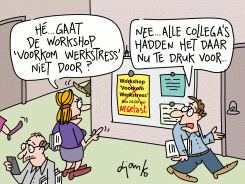 HÉ...GAAT
DE WORKSHOP
'VOORKOM WERKSTRESS'
NIET DOOR?
NEE...ALLE COLLEGA'S
HADDEN HET DAAR
NU TE DRUK VOOR...
Workshop
'Voorkom
Werkstress'
AFGELAST